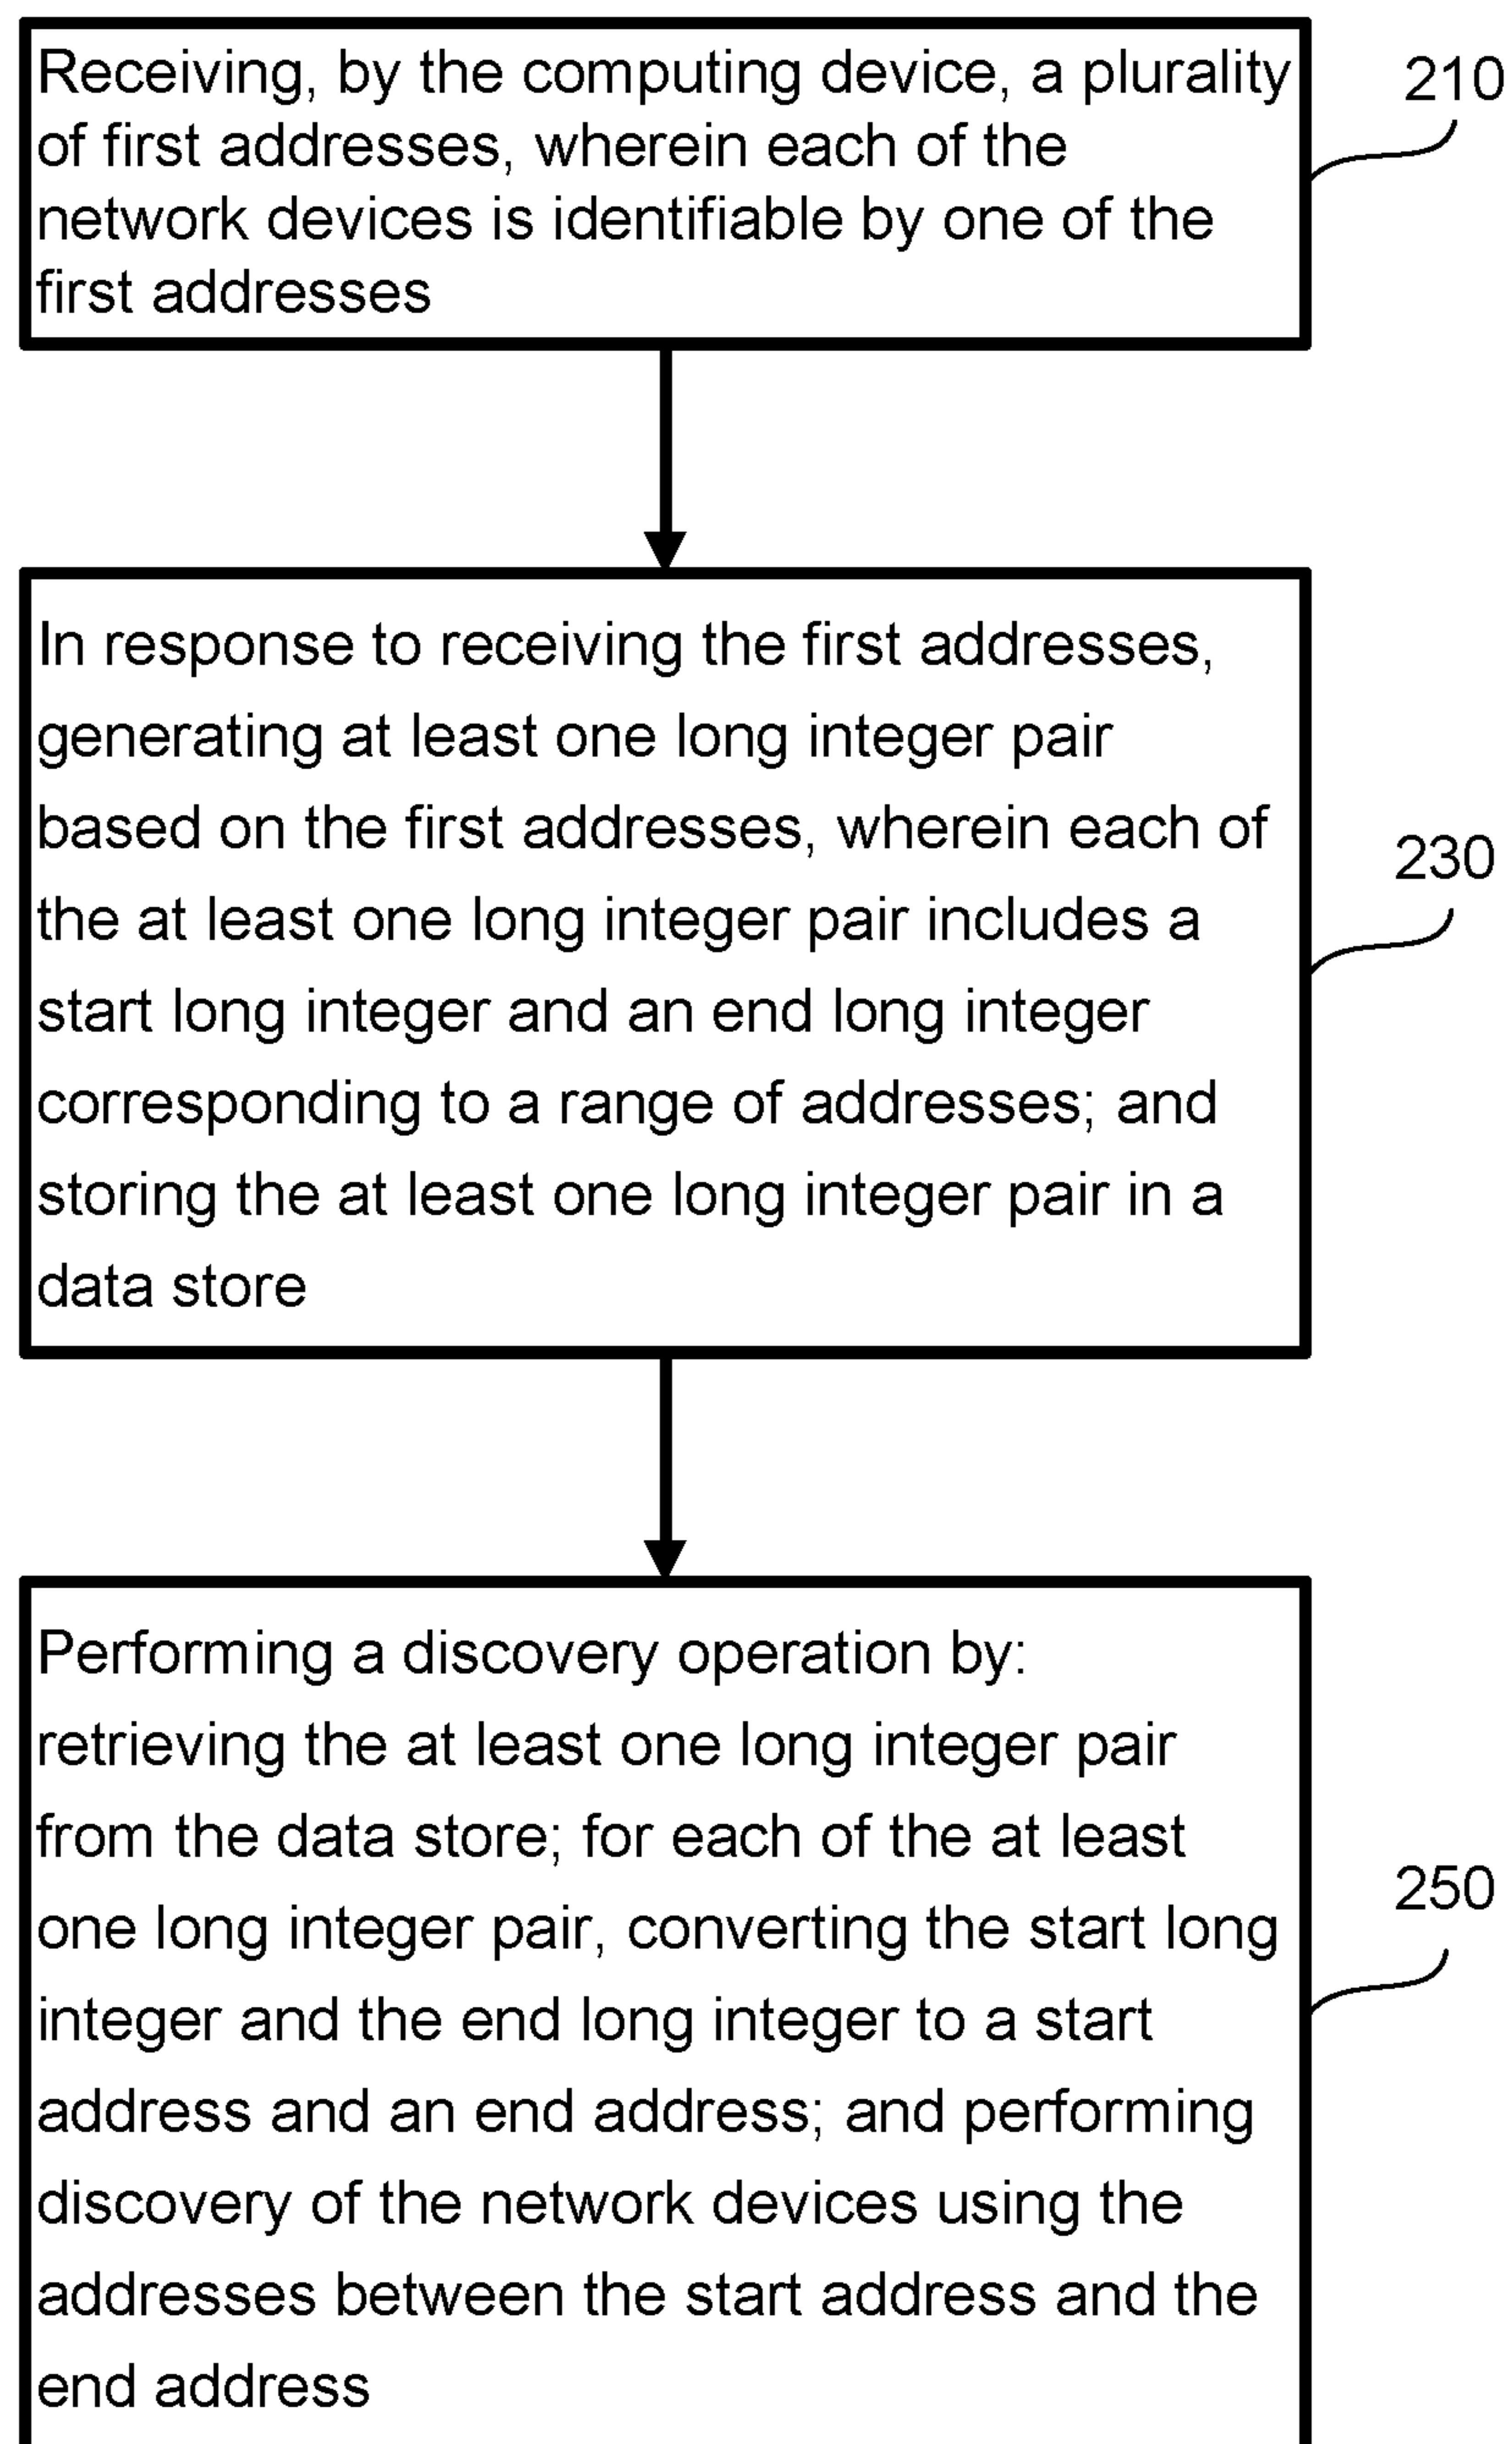 Receiving, by the computing device, a plurality
of first addresses, wherein each of the
network devices is identifiable by one of the
first addresses
210
In response to receiving the first addresses,
generating at least one long integer pair
based on the first addresses, wherein each of
the at least one long integer pair includes a
start long integer and an end long integer
corresponding to a range of addresses; and
storing the at least one long integer pair in a
data store
230
Performing a discovery operation by:
retrieving the at least one long integer pair
from the data store; for each of the at least
one long integer pair, converting the start long
integer and the end long integer to a start
address and an end address; and performing
discovery of the network devices using the
addresses between the start address and the
end address
250